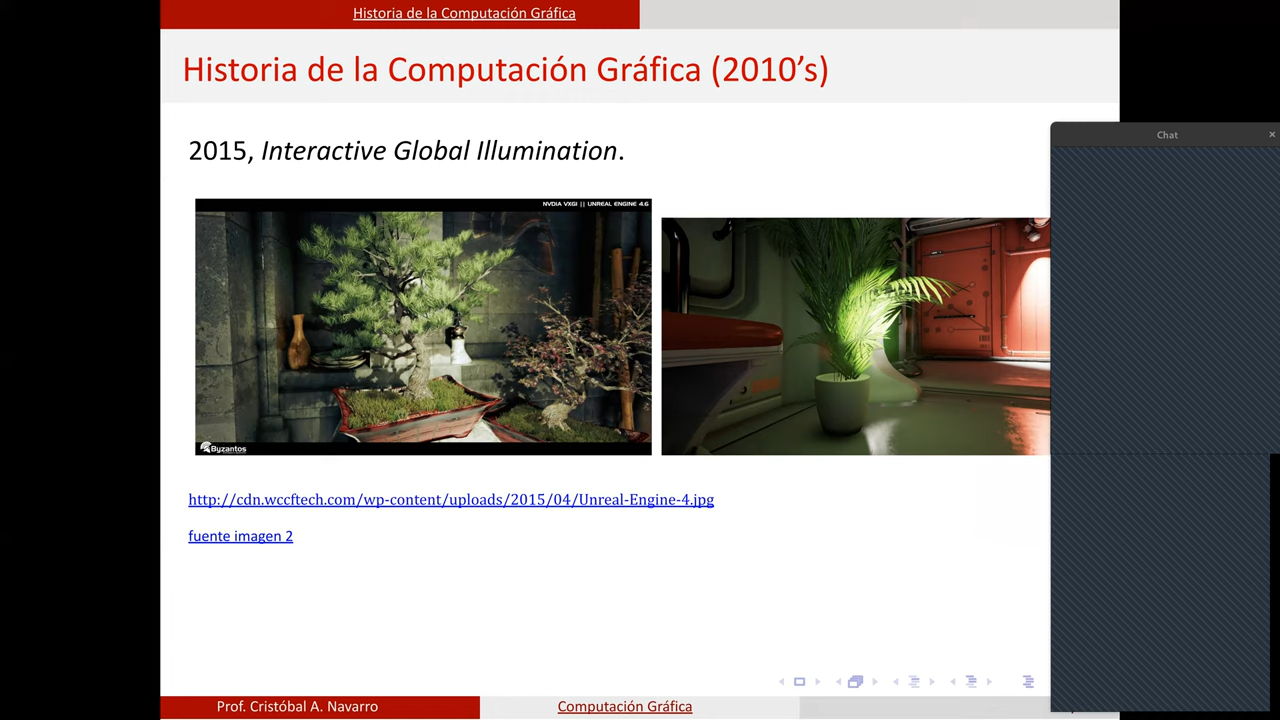 Historia de la Computación Gráfica
Historia de la Computación Gráfica (2010’s)
Chat
2015, Interactive Global Illumination.
NVDIA VXGI || UNREAL ENGINE 4.6
Byzantos
http://cdn.wccftech.com/wp-content/uploads/2015/04/Unreal-Engine-4.jpg
fuente imagen 2
Prof. Cristóbal A. Navarro
Computación Gráfica